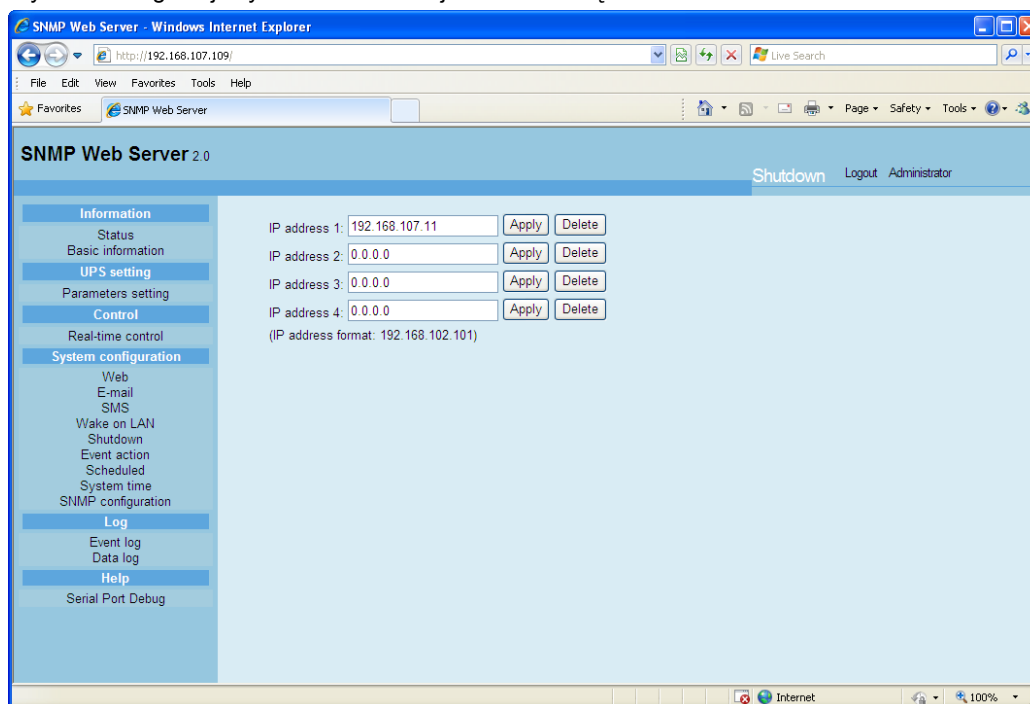 SNMP Web Server - Windows Internet Explorer
http://192.168.107.109/
Live Search
File Edit View Favorites Tools Help
Favorites SNMP Web Server Page Safety Tools
SNMP Web Server 2.0
Shutdown Logout Administrator
Information
Status
Basic information
UPS setting
Parameters setting
Control
Real-time control
System configuration
Web
E-mail
SMS
Wake on LAN
Shutdown
Event action
Scheduled
System time
SNMP configuration
Log
Event log
Data log
Help
Serial Port Debug
IP address 1: 192.168.107.11 Apply Delete
IP address 2: 0.0.0.0 Apply Delete
IP address 3: 0.0.0.0 Apply Delete
IP address 4: 0.0.0.0 Apply Delete
(IP address format: 192.168.102.101)
Internet 100%